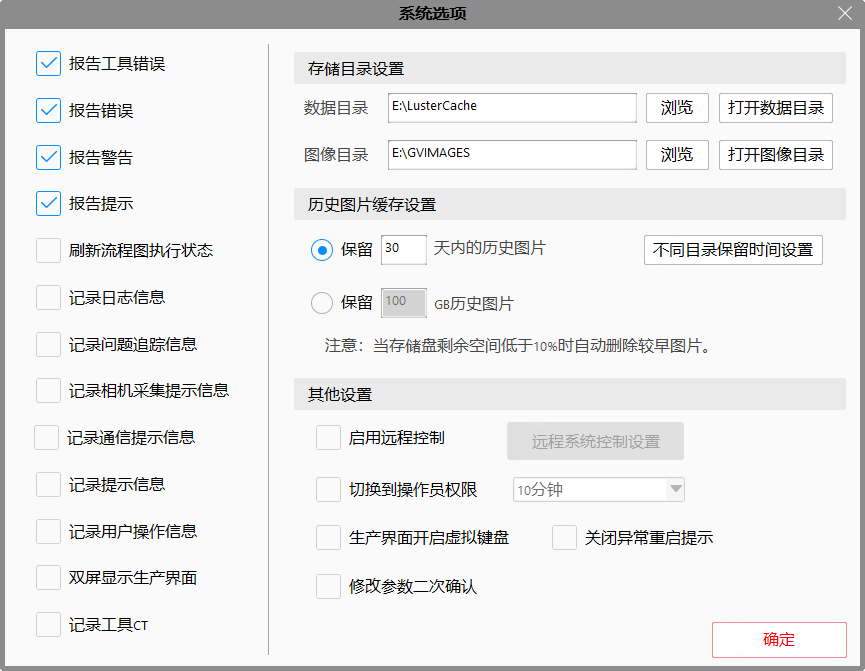 系统选项
报告工具错误
报告错误
报告警告
报告提示
刷新流程图执行状态
记录日志信息
记录问题追踪信息
记录相机采集提示信息
记录通信提示信息
记录提示信息
记录用户操作信息
双屏显示生产界面
记录工具CT
存储目录设置
数据目录 E:\LusterCache 浏览 打开数据目录
图像目录 E:\GVIMAGES 浏览 打开图像目录
历史图片缓存设置
保留 30 天内的历史图片 不同目录保留时间设置
保留 100 GB历史图片
注意：当存储盘剩余空间低于10%时自动删除较早图片。
其他设置
启用远程控制 远程系统控制设置
切换到操作员权限 10分钟
生产界面开启虚拟键盘 关闭异常重启提示
修改参数二次确认
确定